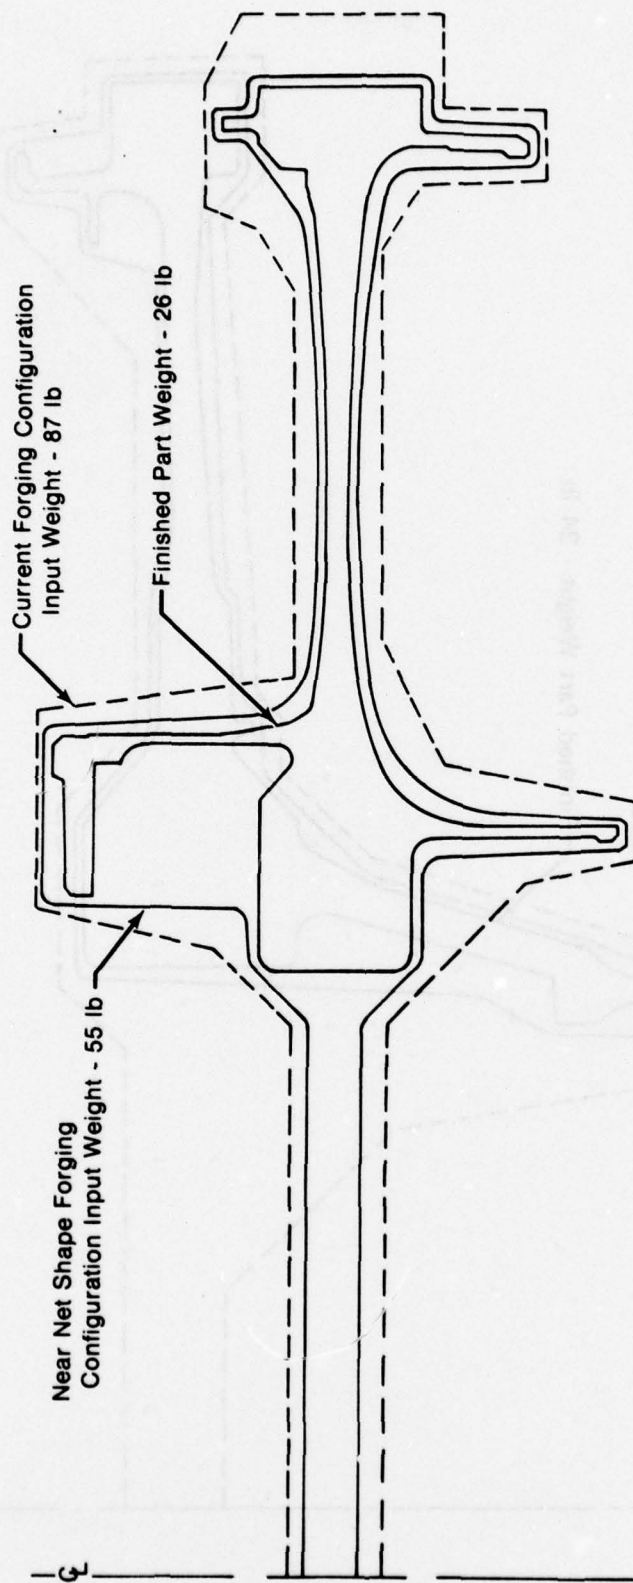 Current Forging Configuration
Input Weight - 87 lb
Finished Part Weight - 26 lb
Near Net Shape Forging
Configuration Input Weight - 55 lb
℄